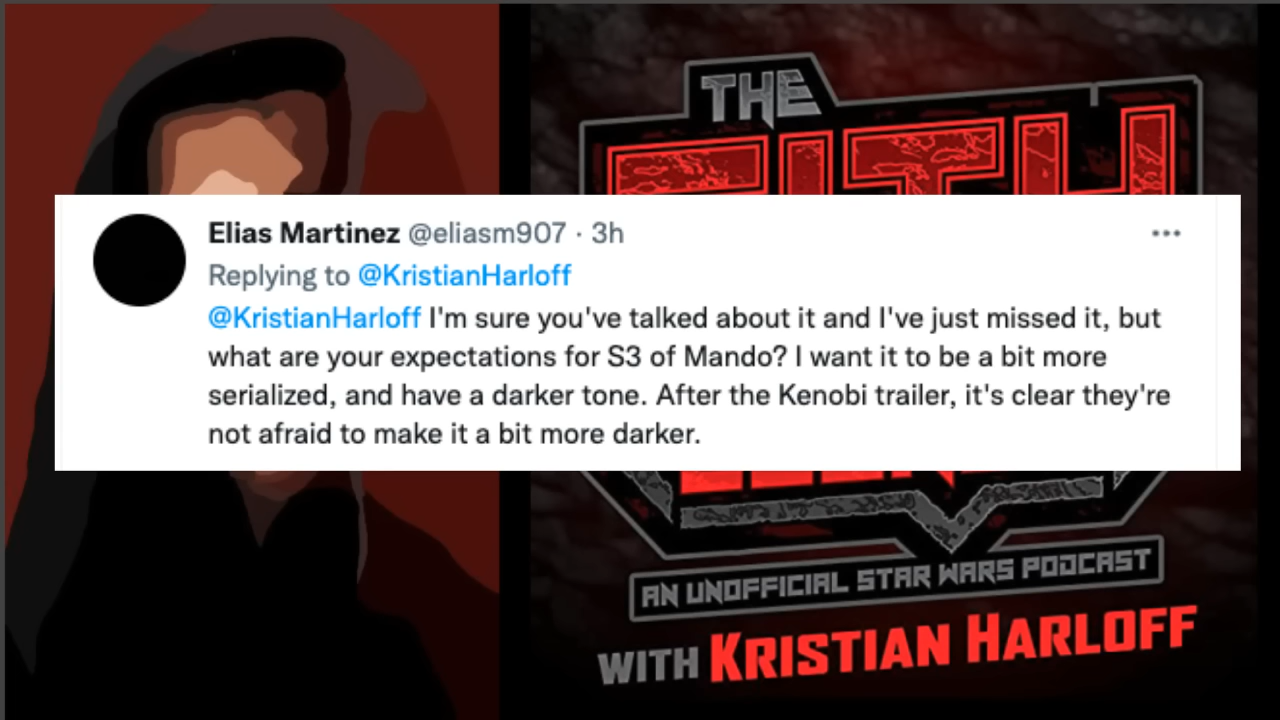 THE
SITH
Elias Martinez @eliasm907 · 3h
Replying to @KristianHarloff
@KristianHarloff I'm sure you've talked about it and I've just missed it, but
what are your expectations for S3 of Mando? I want it to be a bit more
serialized, and have a darker tone. After the Kenobi trailer, it's clear they're
not afraid to make it a bit more darker.
AN UNOFFICIAL STAR WARS PODCAST
WITH KRISTIAN HARLOFF